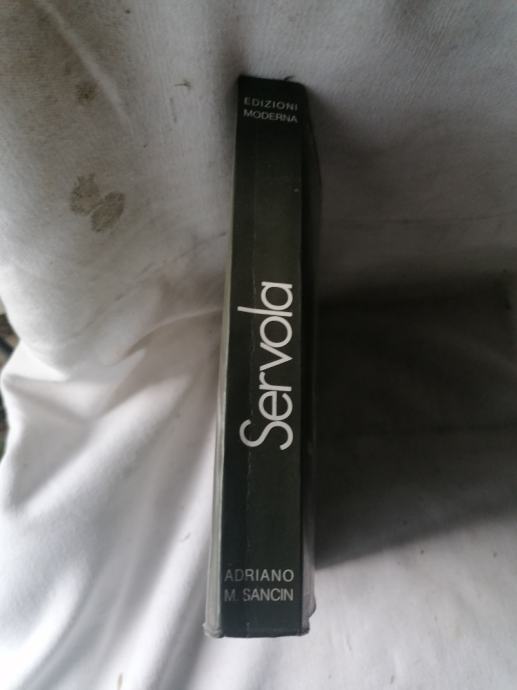 EDIZIONI
MODERNA
Servola
ADRIANO
M. SANCIN